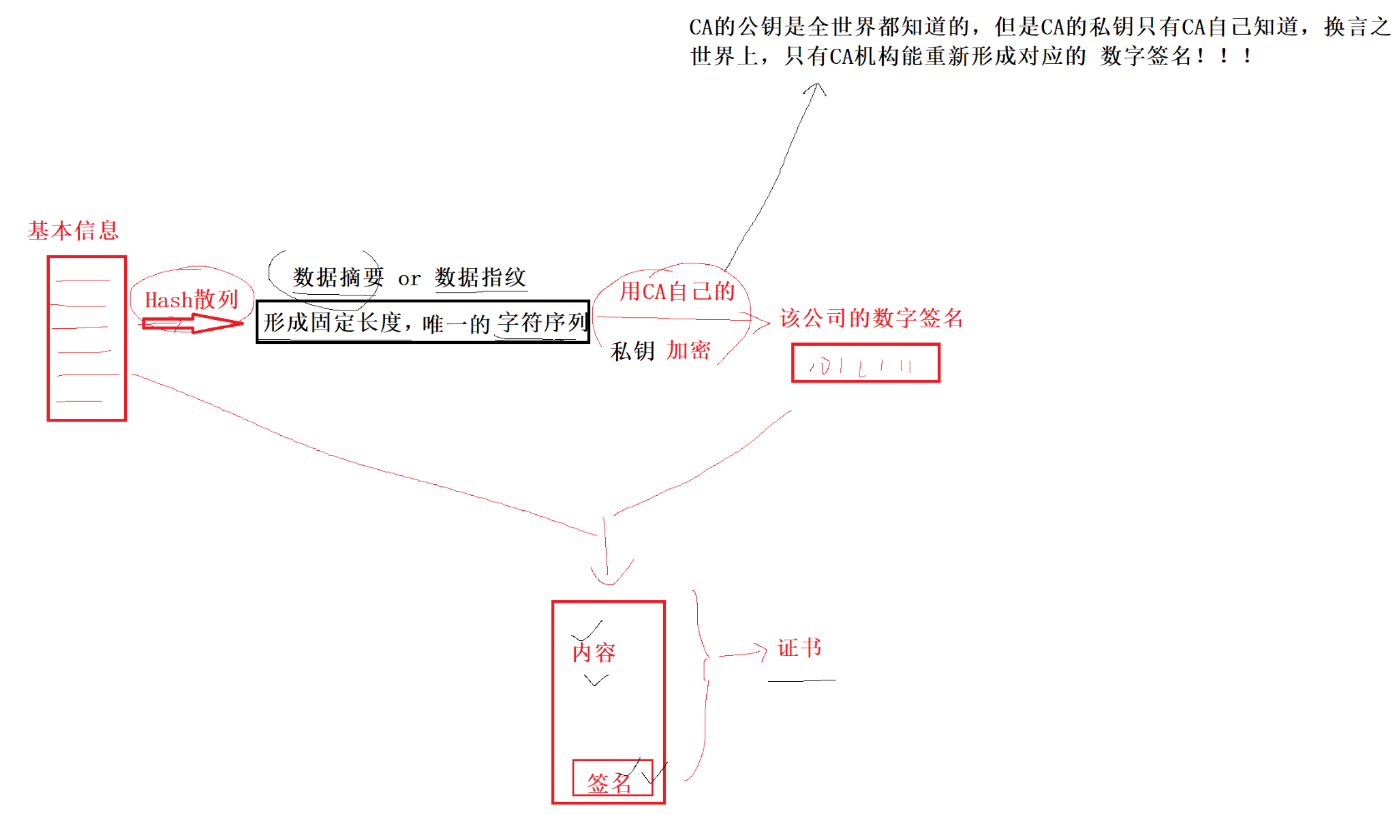 CA的公钥是全世界都知道的，但是CA的私钥只有CA自己知道，换言之
世界上，只有CA机构能重新形成对应的 数字签名！！！
基本信息
Hash散列
数据摘要 or 数据指纹
形成固定长度，唯一的 字符序列
用CA自己的
私钥 加密
该公司的数字签名
内容
签名
证书